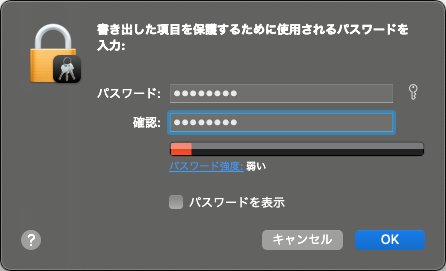 書き出した項目を保護するために使用されるパスワードを
入力:
パスワード: ●●●●●●●●
確認: ●●●●●●●●
パスワード強度: 弱い
パスワードを表示
? キャンセル OK